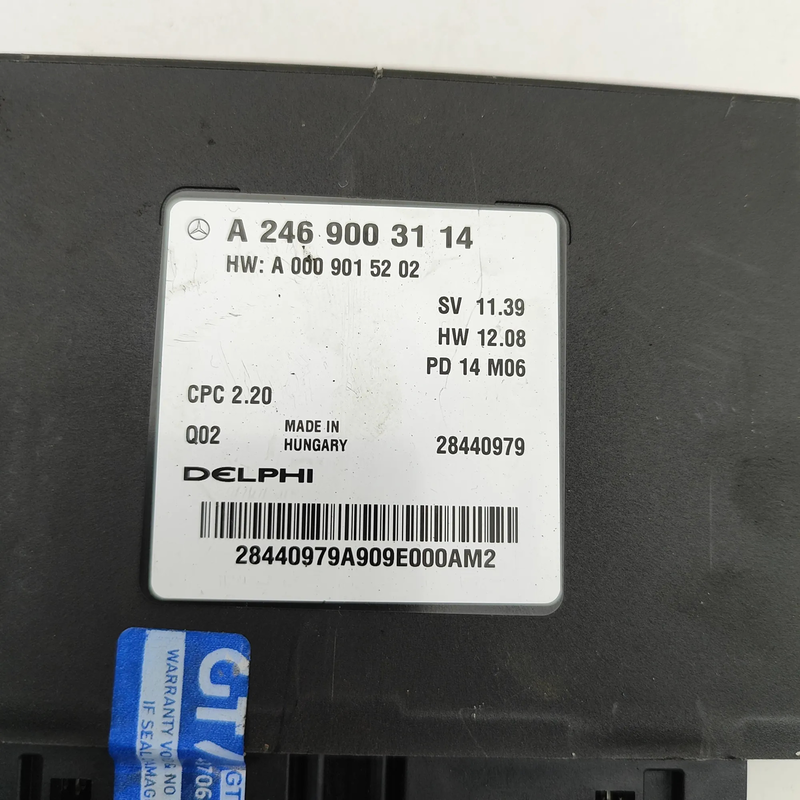 A 246 900 31 14
HW: A 000 901 52 02
SV 11.39
HW 12.08
PD 14 M06
CPC 2.20
Q02
MADE IN
HUNGARY
28440979
DELPHI
28440979A909E000AM2
GT
WARRANTY
NO
IF SEAL